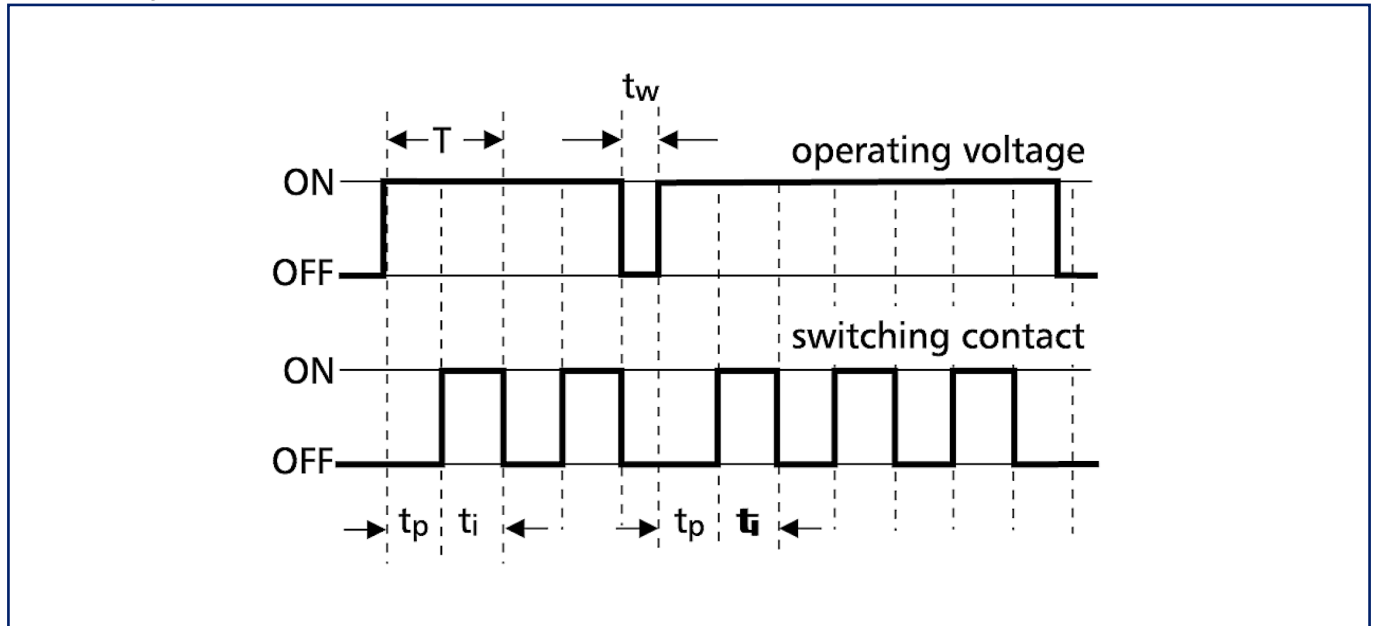 tw
T
operating voltage
ON
OFF
switching contact
ON
OFF
tp ti tp ti